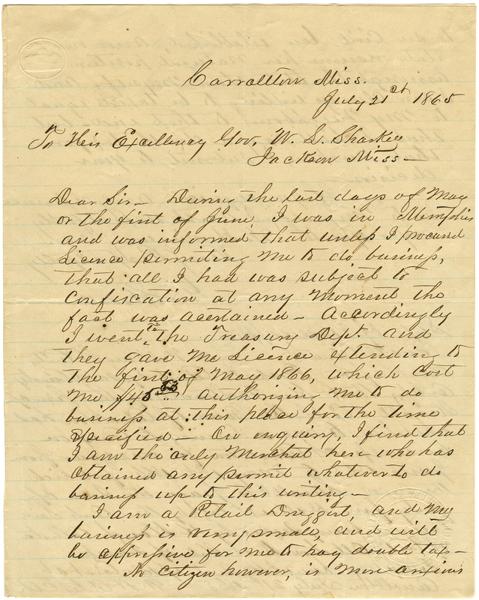 Carrollton Miss.
July 21st 1865
To His Excellency Gov. W. L. Sharkey
Jackson Miss—
Dear Sir— During the last days of May
or the first of June, I was in Memphis
and was informed that unless I procured
Licence permiting me to do business,
that all I had was subject to
Confiscation at any moment the
fact was acertained— Accordingly
I went to the Treasury Dept. and
they gave me Licence extending to
the first of May 1866, which cost
me authorizing me to do
business at this place for the time
specified— On enquiry, I find that
I am the only Merchant here who has
obtained any permit whatever to do
business up to this writing—
I am a Retail Druggist, and my
business is very small, and will
be oppressive for me to pay double tax—
No citizen however, is more anxious